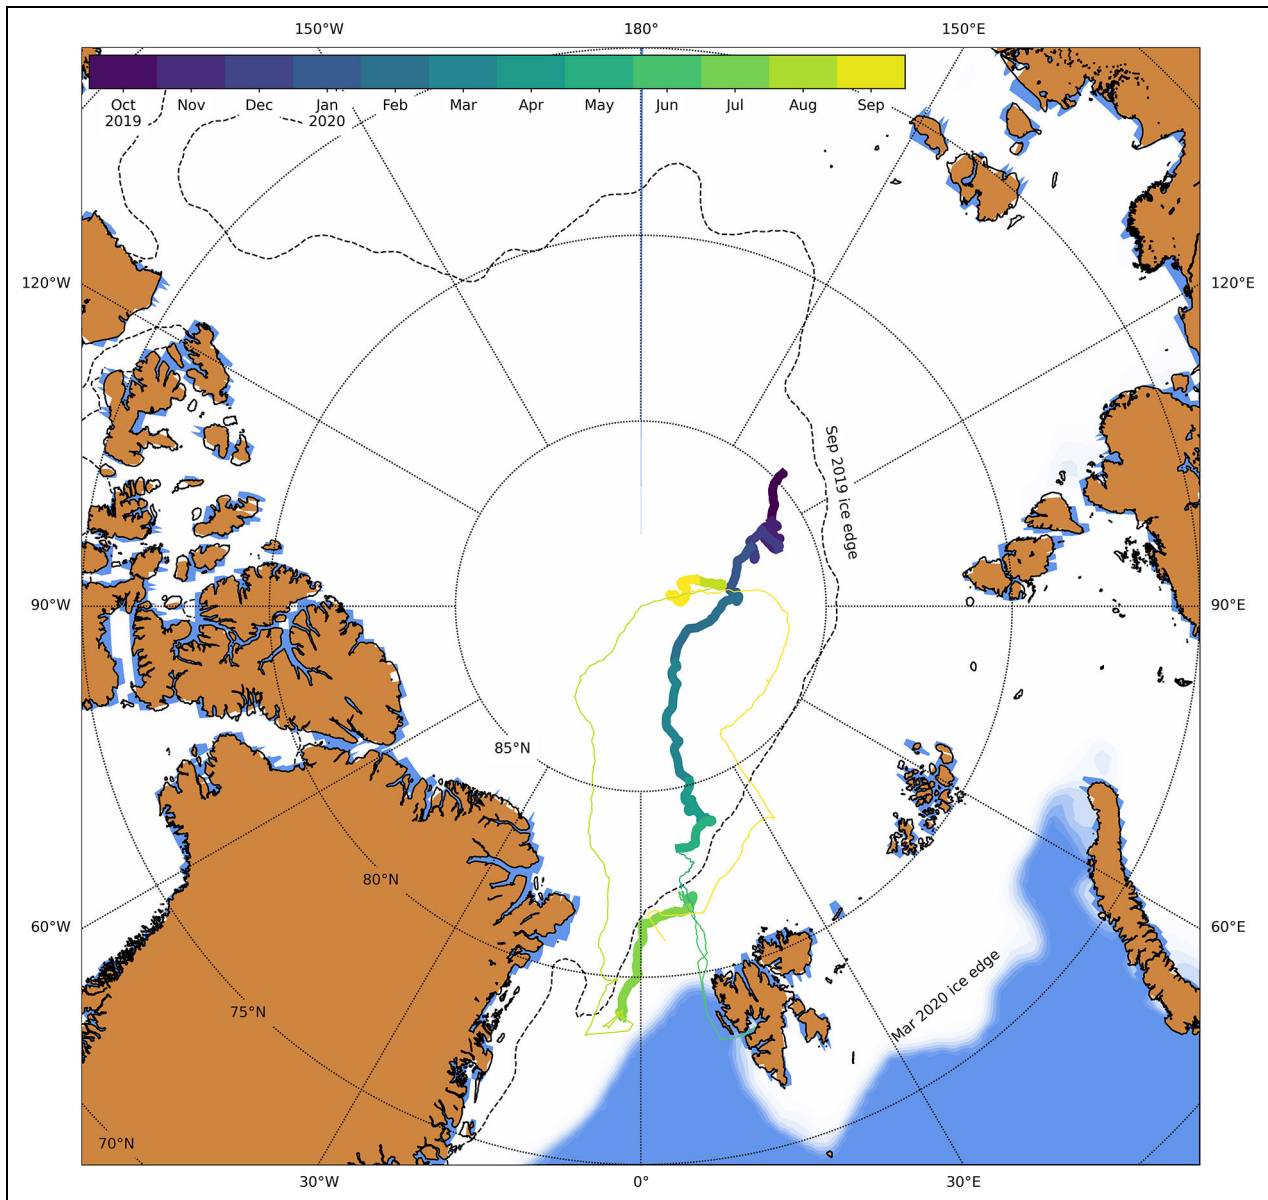 150°W 180° 150°E
Oct Nov Dec Jan Feb Mar Apr May Jun Jul Aug Sep
2019 2020
120°W 120°E
Sep 2019 ice edge
90°W 90°E
85°N
80°N
60°W 60°E
Mar 2020 ice edge
75°N
70°N
30°W 0° 30°E